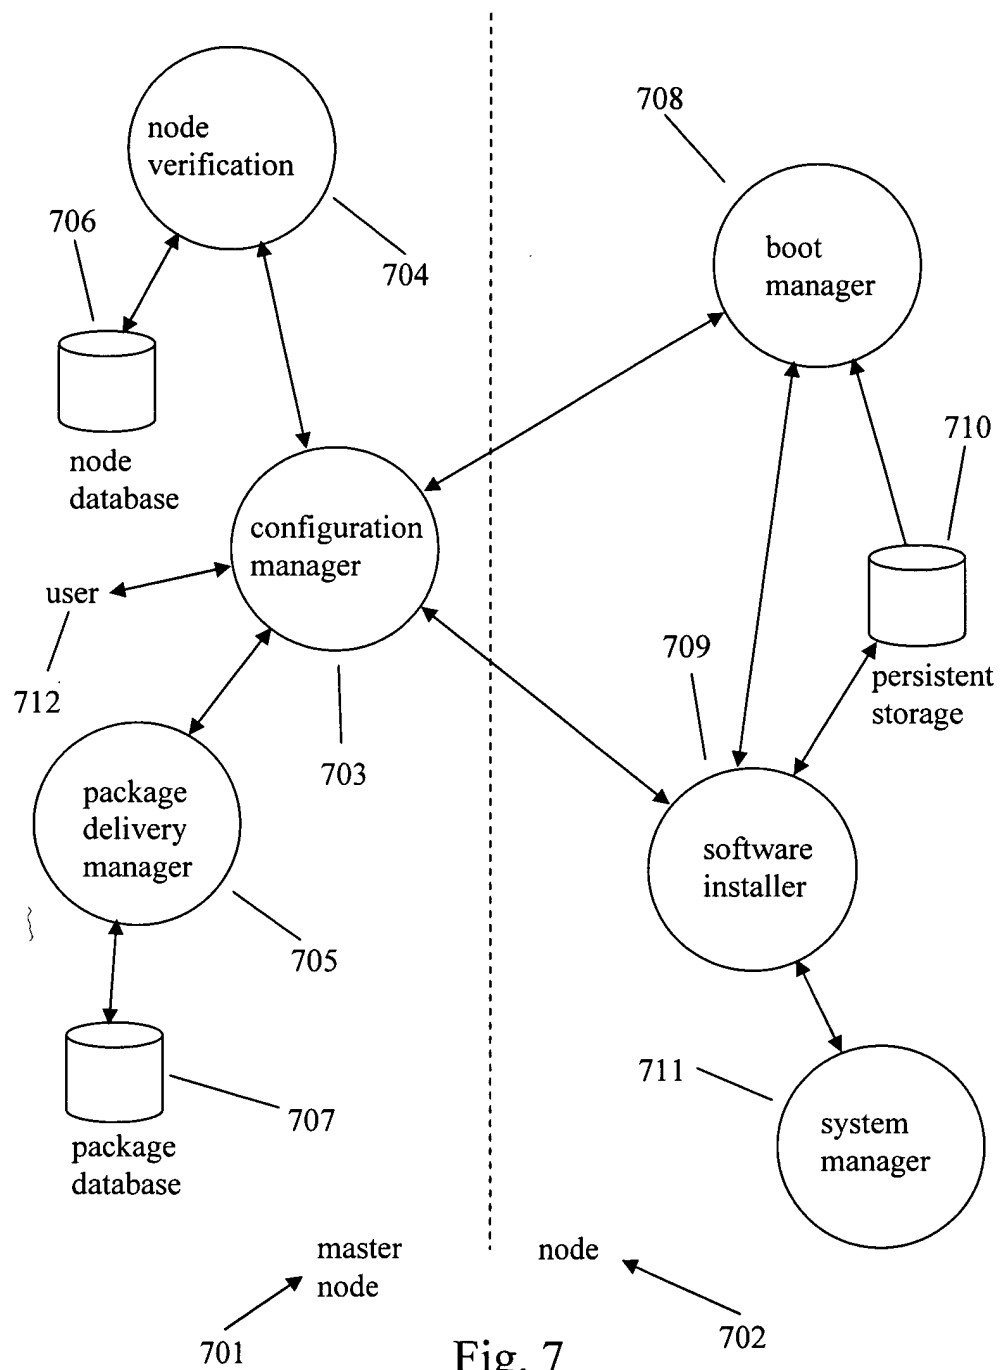 node
verification
706
704
708
boot
manager
node
database
710
configuration
manager
user
712
703
709
persistent
storage
package
delivery
manager
705
software
installer
707
package
database
711
system
manager
master
node
node
701
702
Fig. 7